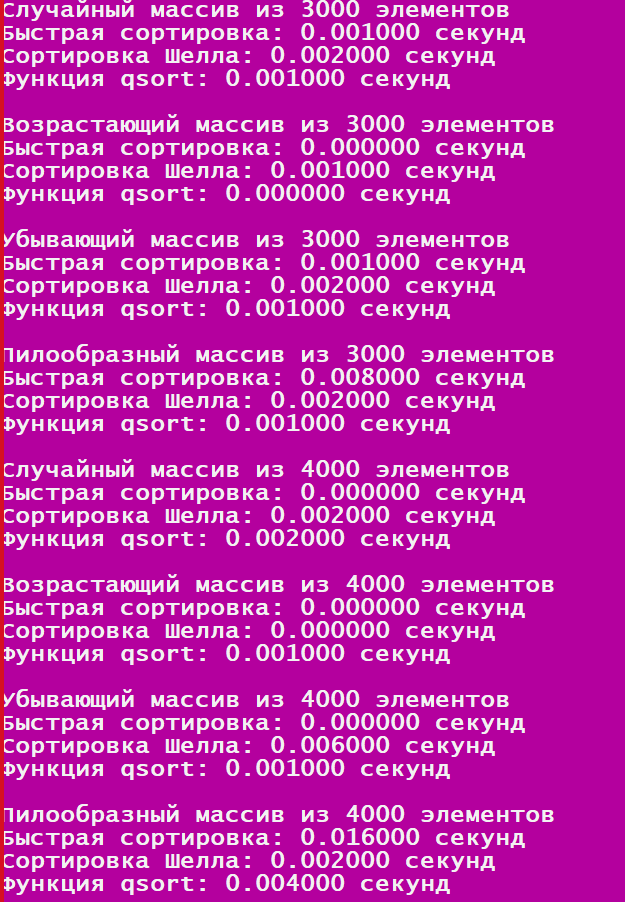 Случайный массив из 3000 элементов
Быстрая сортировка: 0.001000 секунд
Сортировка Шелла: 0.002000 секунд
Функция qsort: 0.001000 секунд
Возрастающий массив из 3000 элементов
Быстрая сортировка: 0.000000 секунд
Сортировка Шелла: 0.001000 секунд
Функция qsort: 0.000000 секунд
Убывающий массив из 3000 элементов
Быстрая сортировка: 0.001000 секунд
Сортировка Шелла: 0.002000 секунд
Функция qsort: 0.001000 секунд
Пилообразный массив из 3000 элементов
Быстрая сортировка: 0.008000 секунд
Сортировка Шелла: 0.002000 секунд
Функция qsort: 0.001000 секунд
Случайный массив из 4000 элементов
Быстрая сортировка: 0.000000 секунд
Сортировка Шелла: 0.002000 секунд
Функция qsort: 0.002000 секунд
Возрастающий массив из 4000 элементов
Быстрая сортировка: 0.000000 секунд
Сортировка Шелла: 0.000000 секунд
Функция qsort: 0.001000 секунд
Убывающий массив из 4000 элементов
Быстрая сортировка: 0.000000 секунд
Сортировка Шелла: 0.006000 секунд
Функция qsort: 0.001000 секунд
Пилообразный массив из 4000 элементов
Быстрая сортировка: 0.016000 секунд
Сортировка Шелла: 0.002000 секунд
Функция qsort: 0.004000 секунд